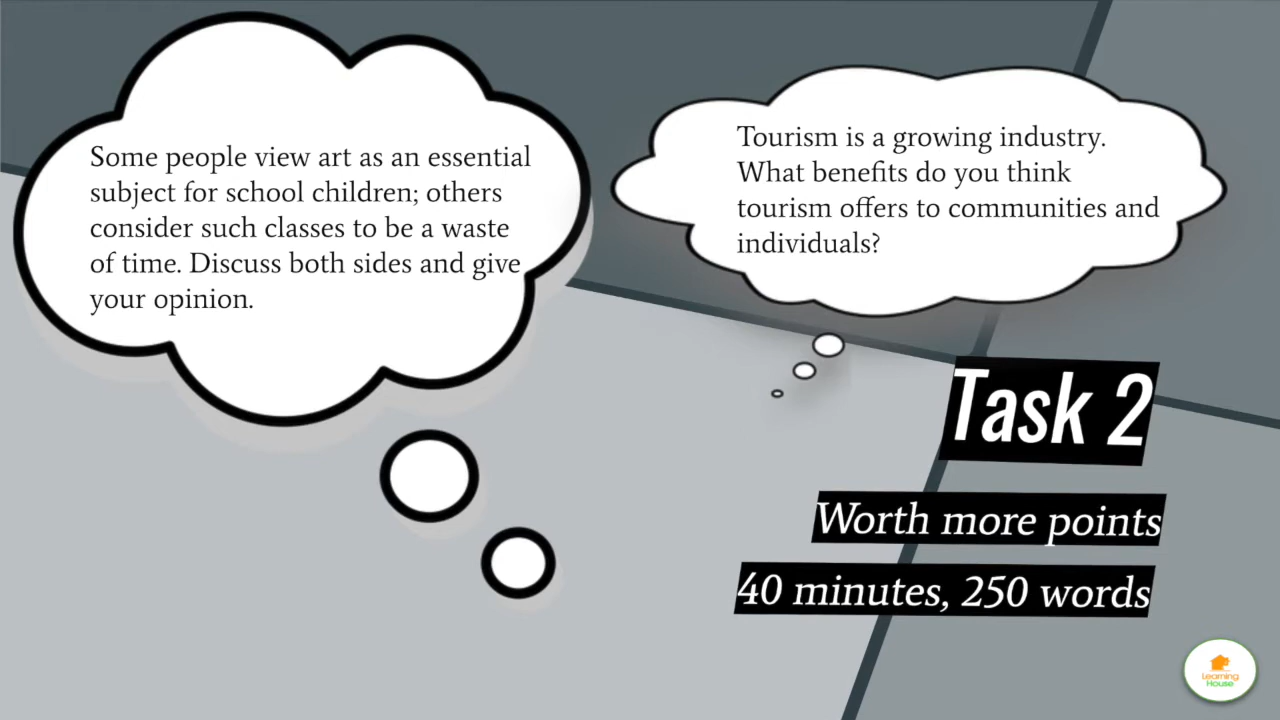 Some people view art as an essential
subject for school children; others
consider such classes to be a waste
of time. Discuss both sides and give
your opinion.
Tourism is a growing industry.
What benefits do you think
tourism offers to communities and
individuals?
Task 2
Worth more points
40 minutes, 250 words
Learning
House